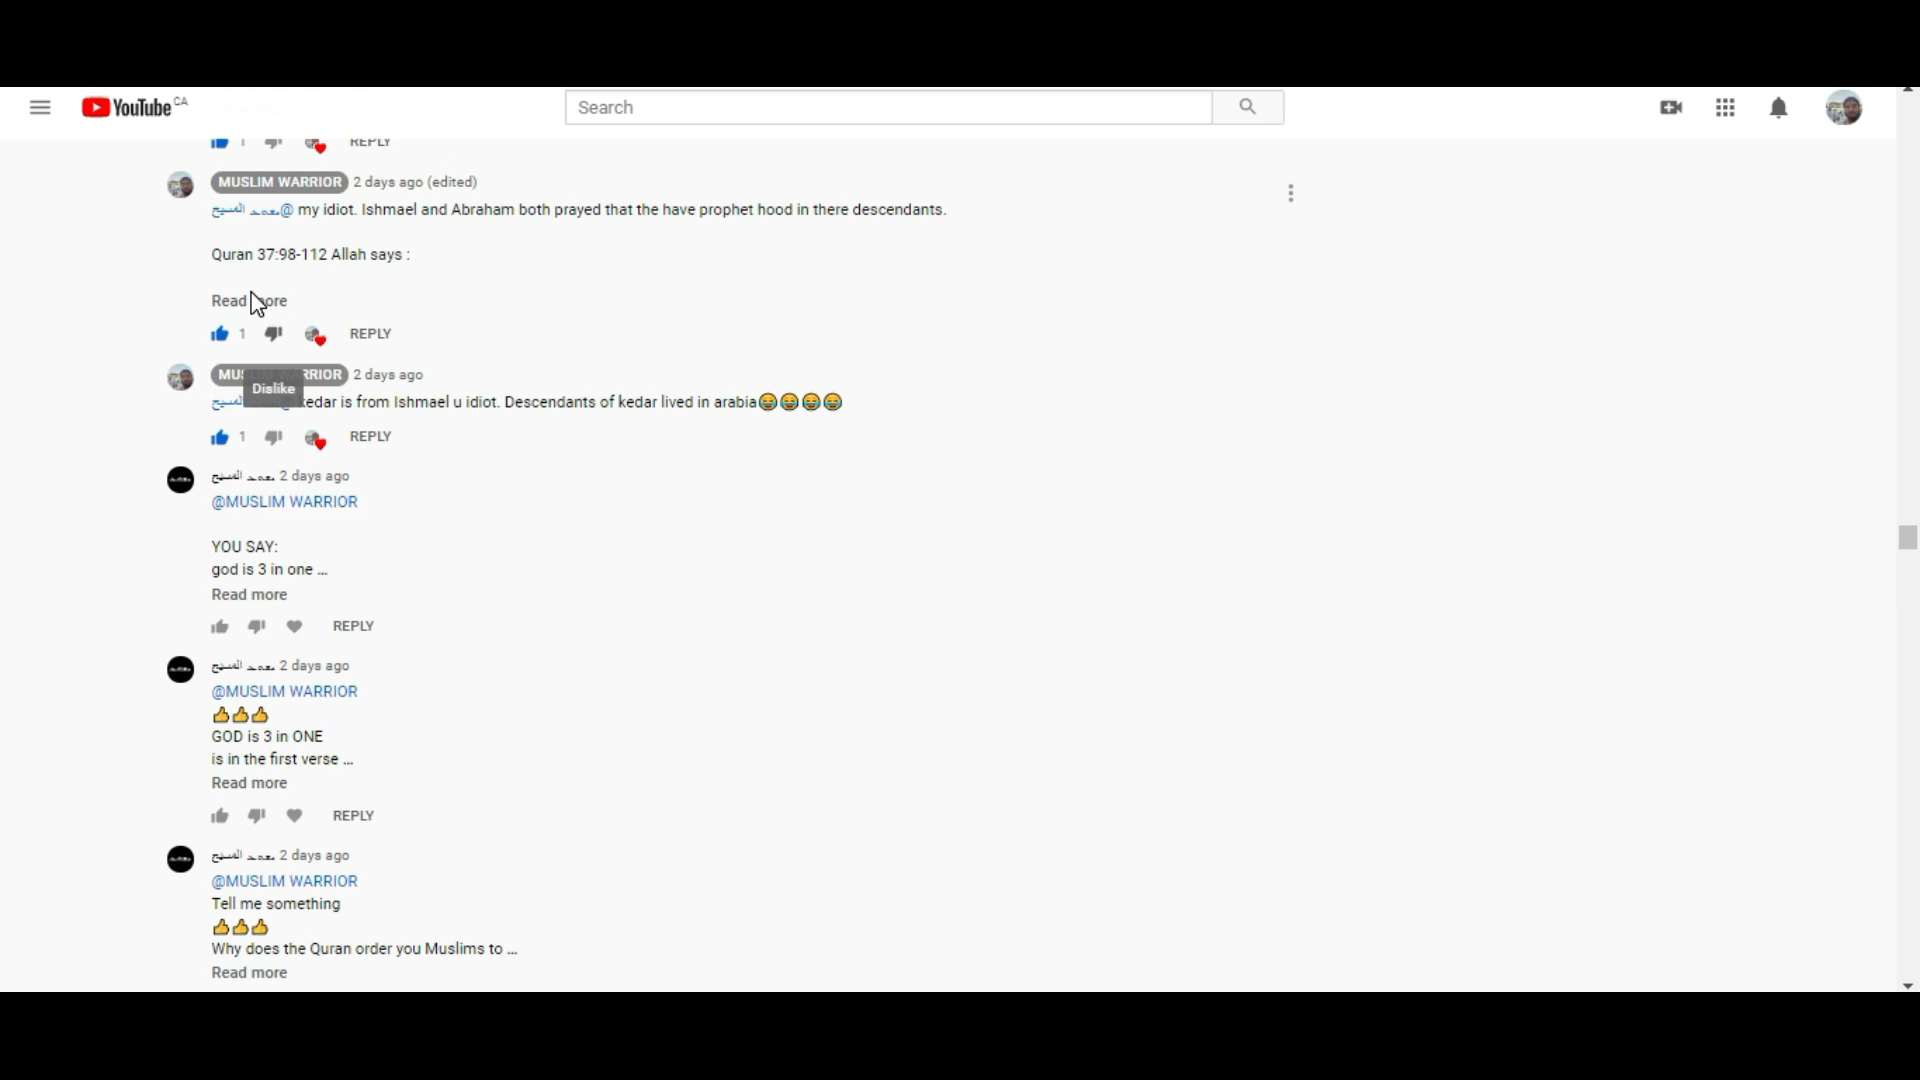 YouTube CA
Search
1 REPLY
MUSLIM WARRIOR 2 days ago (edited)
@محمد المسيح my idiot. Ishmael and Abraham both prayed that the have prophet hood in there descendants.
Quran 37:98-112 Allah says :
Read more
1 REPLY
MUSLIM WARRIOR 2 days ago
Dislike
المسيح kedar is from Ishmael u idiot. Descendants of kedar lived in arabia😂😂😂😂
1 REPLY
محمد المسيح 2 days ago
@MUSLIM WARRIOR
YOU SAY:
god is 3 in one ...
Read more
REPLY
محمد المسيح 2 days ago
@MUSLIM WARRIOR
👍👍👍
GOD is 3 in ONE
is in the first verse ...
Read more
REPLY
محمد المسيح 2 days ago
@MUSLIM WARRIOR
Tell me something
👍👍👍
Why does the Quran order you Muslims to ...
Read more